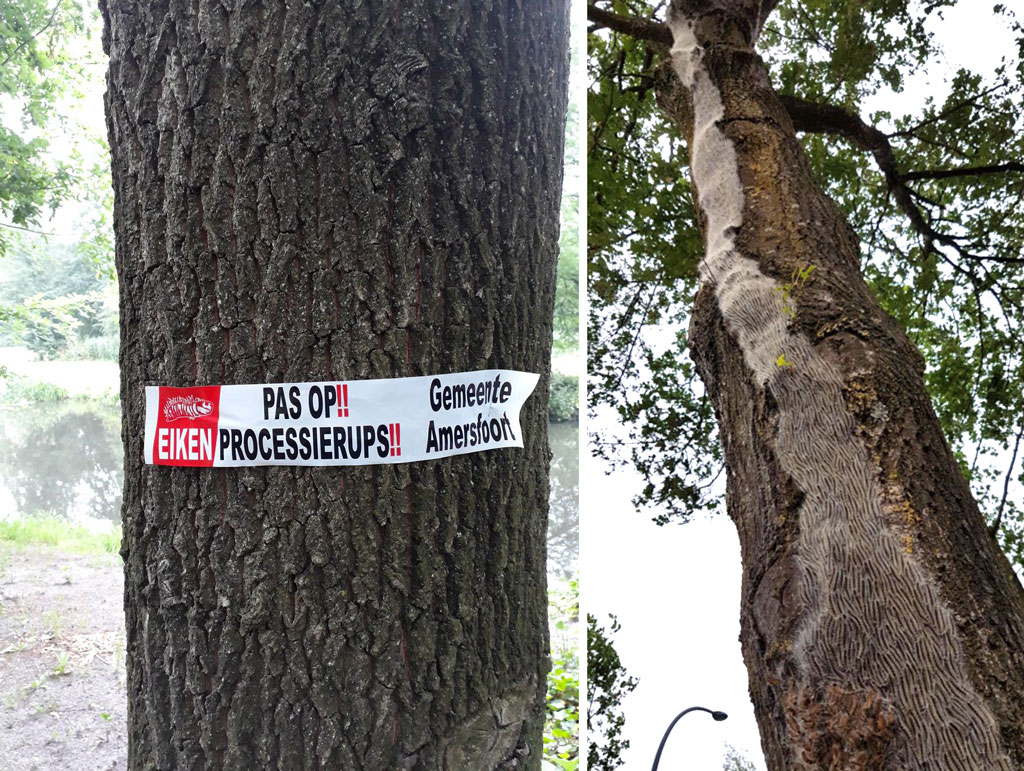 PAS OP!!
EIKEN PROCESSIERUPS!!
Gemeente
Amersfoort